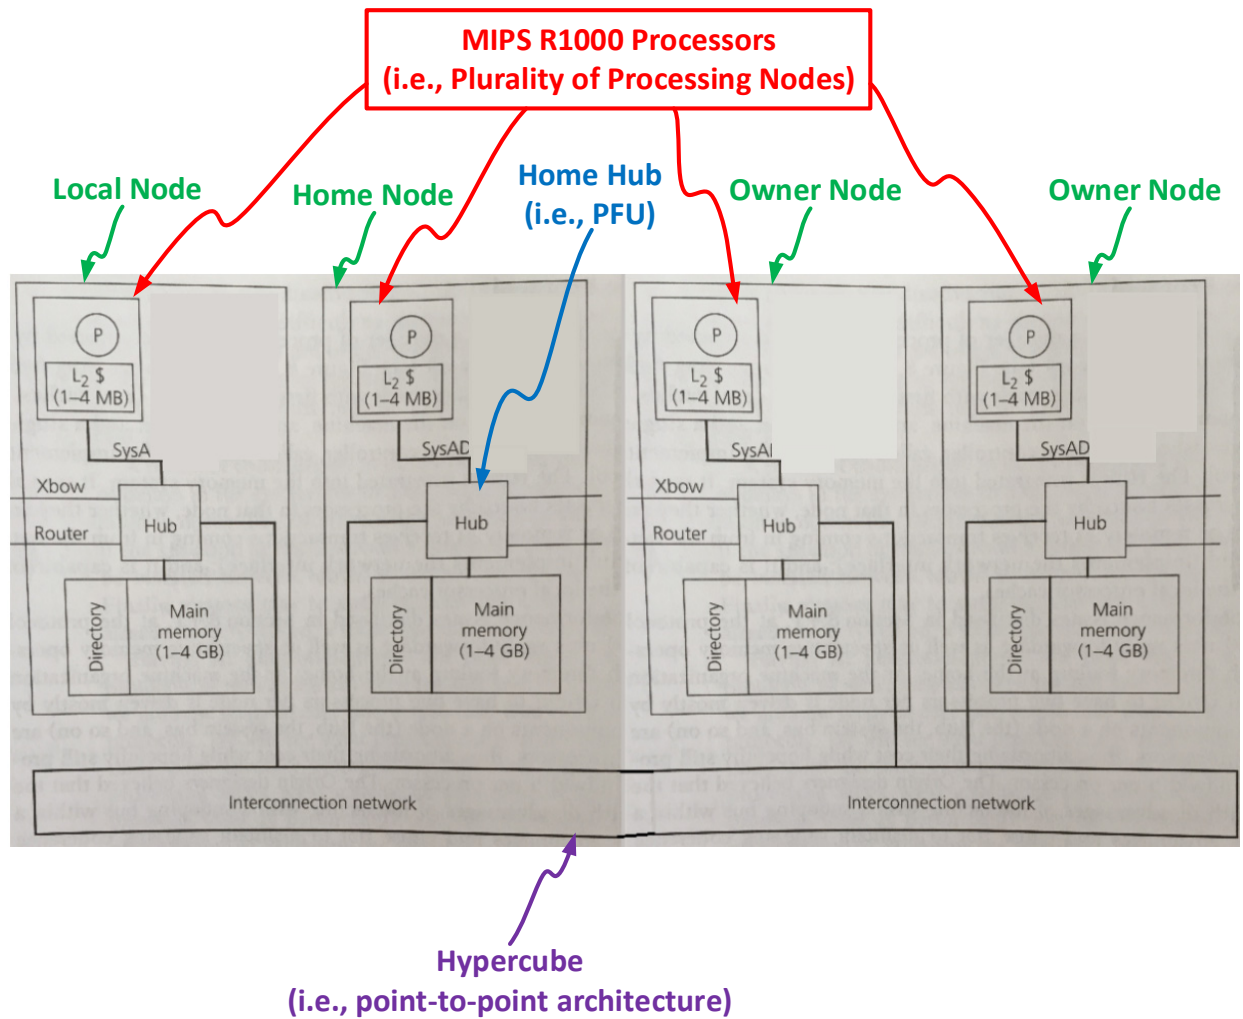 MIPS R1000 Processors
(i.e., Plurality of Processing Nodes)
Local Node
Home Node
Home Hub
(i.e., PFU)
Owner Node
Owner Node
P
L2 $
(1–4 MB)
SysA
Xbow
Router
Hub
Directory
Main
memory
(1–4 GB)
P
L2 $
(1–4 MB)
SysAD
Hub
Directory
Main
memory
(1–4 GB)
Interconnection network
P
L2 $
(1–4 MB)
SysAI
Xbow
Router
Hub
Directory
Main
memory
(1–4 GB)
P
L2 $
(1–4 MB)
SysAD
Hub
Directory
Main
memory
(1–4 GB)
Interconnection network
Hypercube
(i.e., point-to-point architecture)